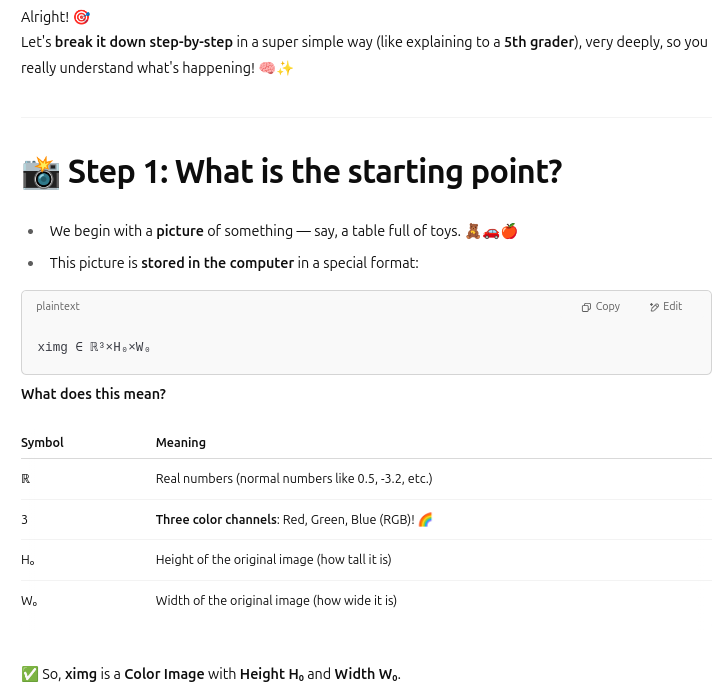 Alright! 🎯
Let's break it down step-by-step in a super simple way (like explaining to a 5th grader), very deeply, so you
really understand what's happening! 🧠✨
📸 Step 1: What is the starting point?
• We begin with a picture of something — say, a table full of toys. 🧸🚗🍎
• This picture is stored in the computer in a special format:
plaintext Copy Edit
ximg ∈ ℝ³×H₀×W₀
What does this mean?
Symbol Meaning
ℝ Real numbers (normal numbers like 0.5, -3.2, etc.)
3 Three color channels: Red, Green, Blue (RGB)! 🌈
H₀ Height of the original image (how tall it is)
W₀ Width of the original image (how wide it is)
✅ So, ximg is a Color Image with Height H₀ and Width W₀.